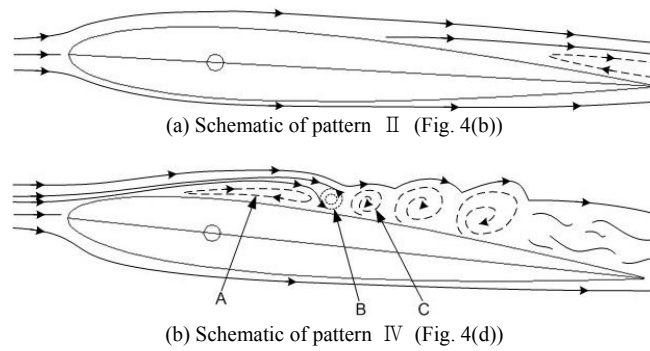 (a) Schematic of pattern Ⅱ (Fig. 4(b))
A
B
C
(b) Schematic of pattern Ⅳ (Fig. 4(d))